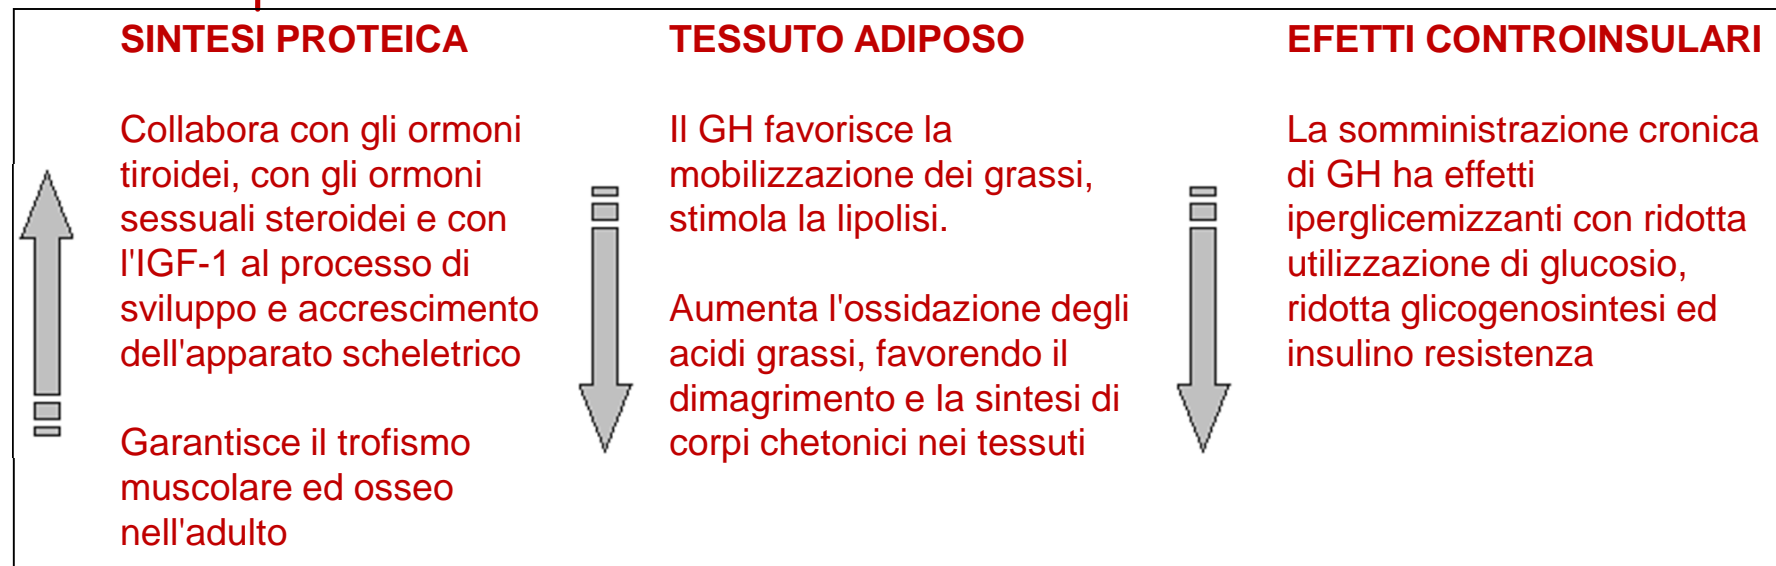 SINTESI PROTEICA
Collabora con gli ormoni
tiroidei, con gli ormoni
sessuali steroidei e con
l'IGF-1 al processo di
sviluppo e accrescimento
dell'apparato scheletrico
Garantisce il trofismo
muscolare ed osseo
nell'adulto
TESSUTO ADIPOSO
Il GH favorisce la
mobilizzazione dei grassi,
stimola la lipolisi.
Aumenta l'ossidazione degli
acidi grassi, favorendo il
dimagrimento e la sintesi di
corpi chetonici nei tessuti
EFETTI CONTROINSULARI
La somministrazione cronica
di GH ha effetti
iperglicemizzanti con ridotta
utilizzazione di glucosio,
ridotta glicogenosintesi ed
insulino resistenza